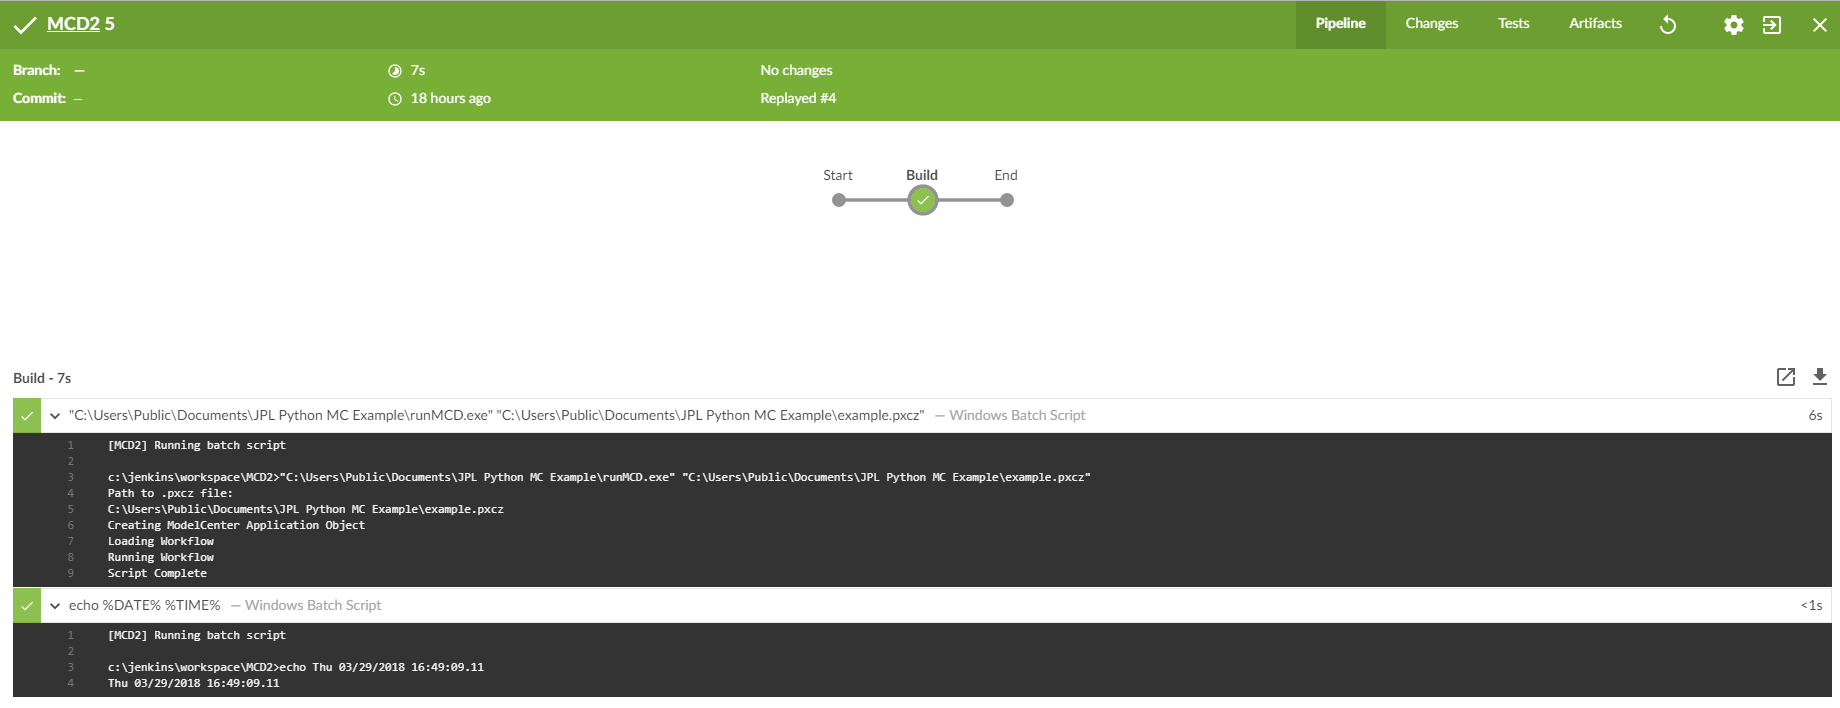 MCD2 5
Pipeline Changes Tests Artifacts
Branch: —
7s
No changes
Commit: –
18 hours ago
Replayed #4
Start Build End
Build - 7s
"C:\Users\Public\Documents\JPL Python MC Example\runMCD.exe" "C:\Users\Public\Documents\JPL Python MC Example\example.pxcz" — Windows Batch Script 6s
1 [MCD2] Running batch script
2
3 c:\jenkins\workspace\MCD2>"C:\Users\Public\Documents\JPL Python MC Example\runMCD.exe" "C:\Users\Public\Documents\JPL Python MC Example\example.pxcz"
4 Path to .pxcz file:
5 C:\Users\Public\Documents\JPL Python MC Example\example.pxcz
6 Creating ModelCenter Application Object
7 Loading Workflow
8 Running Workflow
9 Script Complete
echo %DATE% %TIME% — Windows Batch Script <1s
1 [MCD2] Running batch script
2
3 c:\jenkins\workspace\MCD2>echo Thu 03/29/2018 16:49:09.11
4 Thu 03/29/2018 16:49:09.11